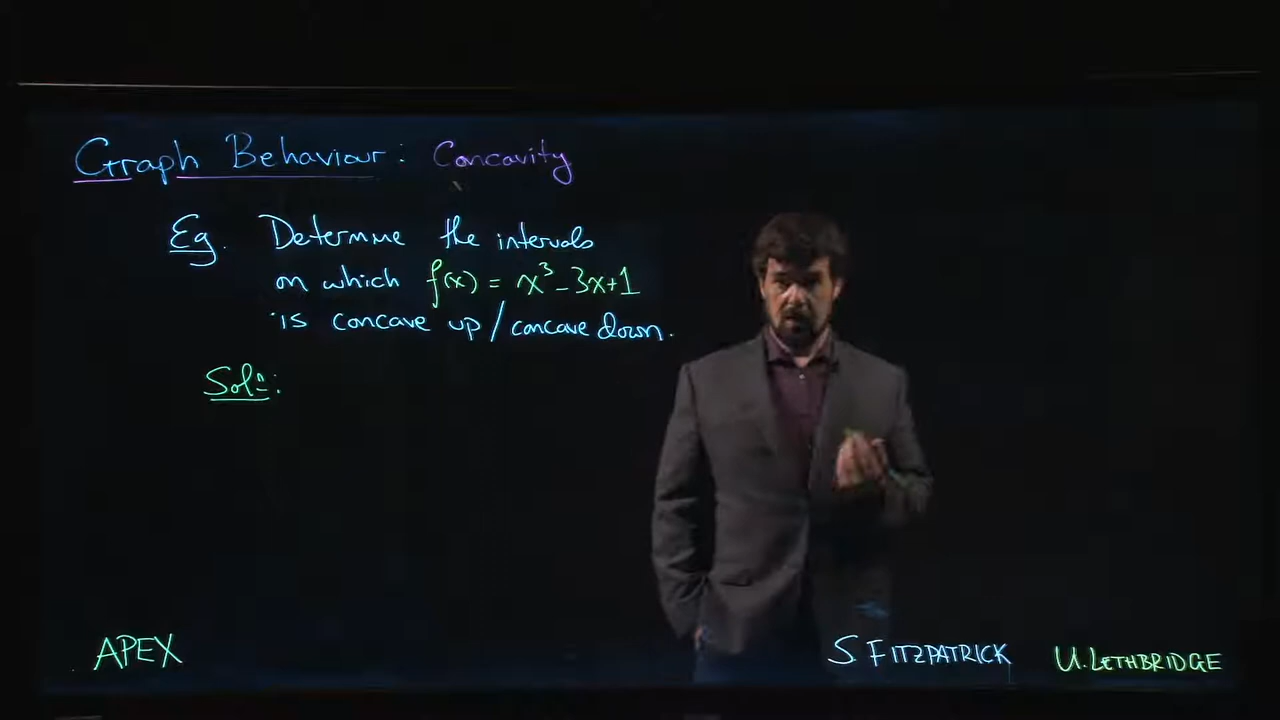 Graph Behaviour: Concavity
Eg. Determine the intervals
on which f(x) = x³ - 3x + 1
is concave up / concave down.
Solⁿ:
APEX
S FITZPATRICK
U. LETHBRIDGE